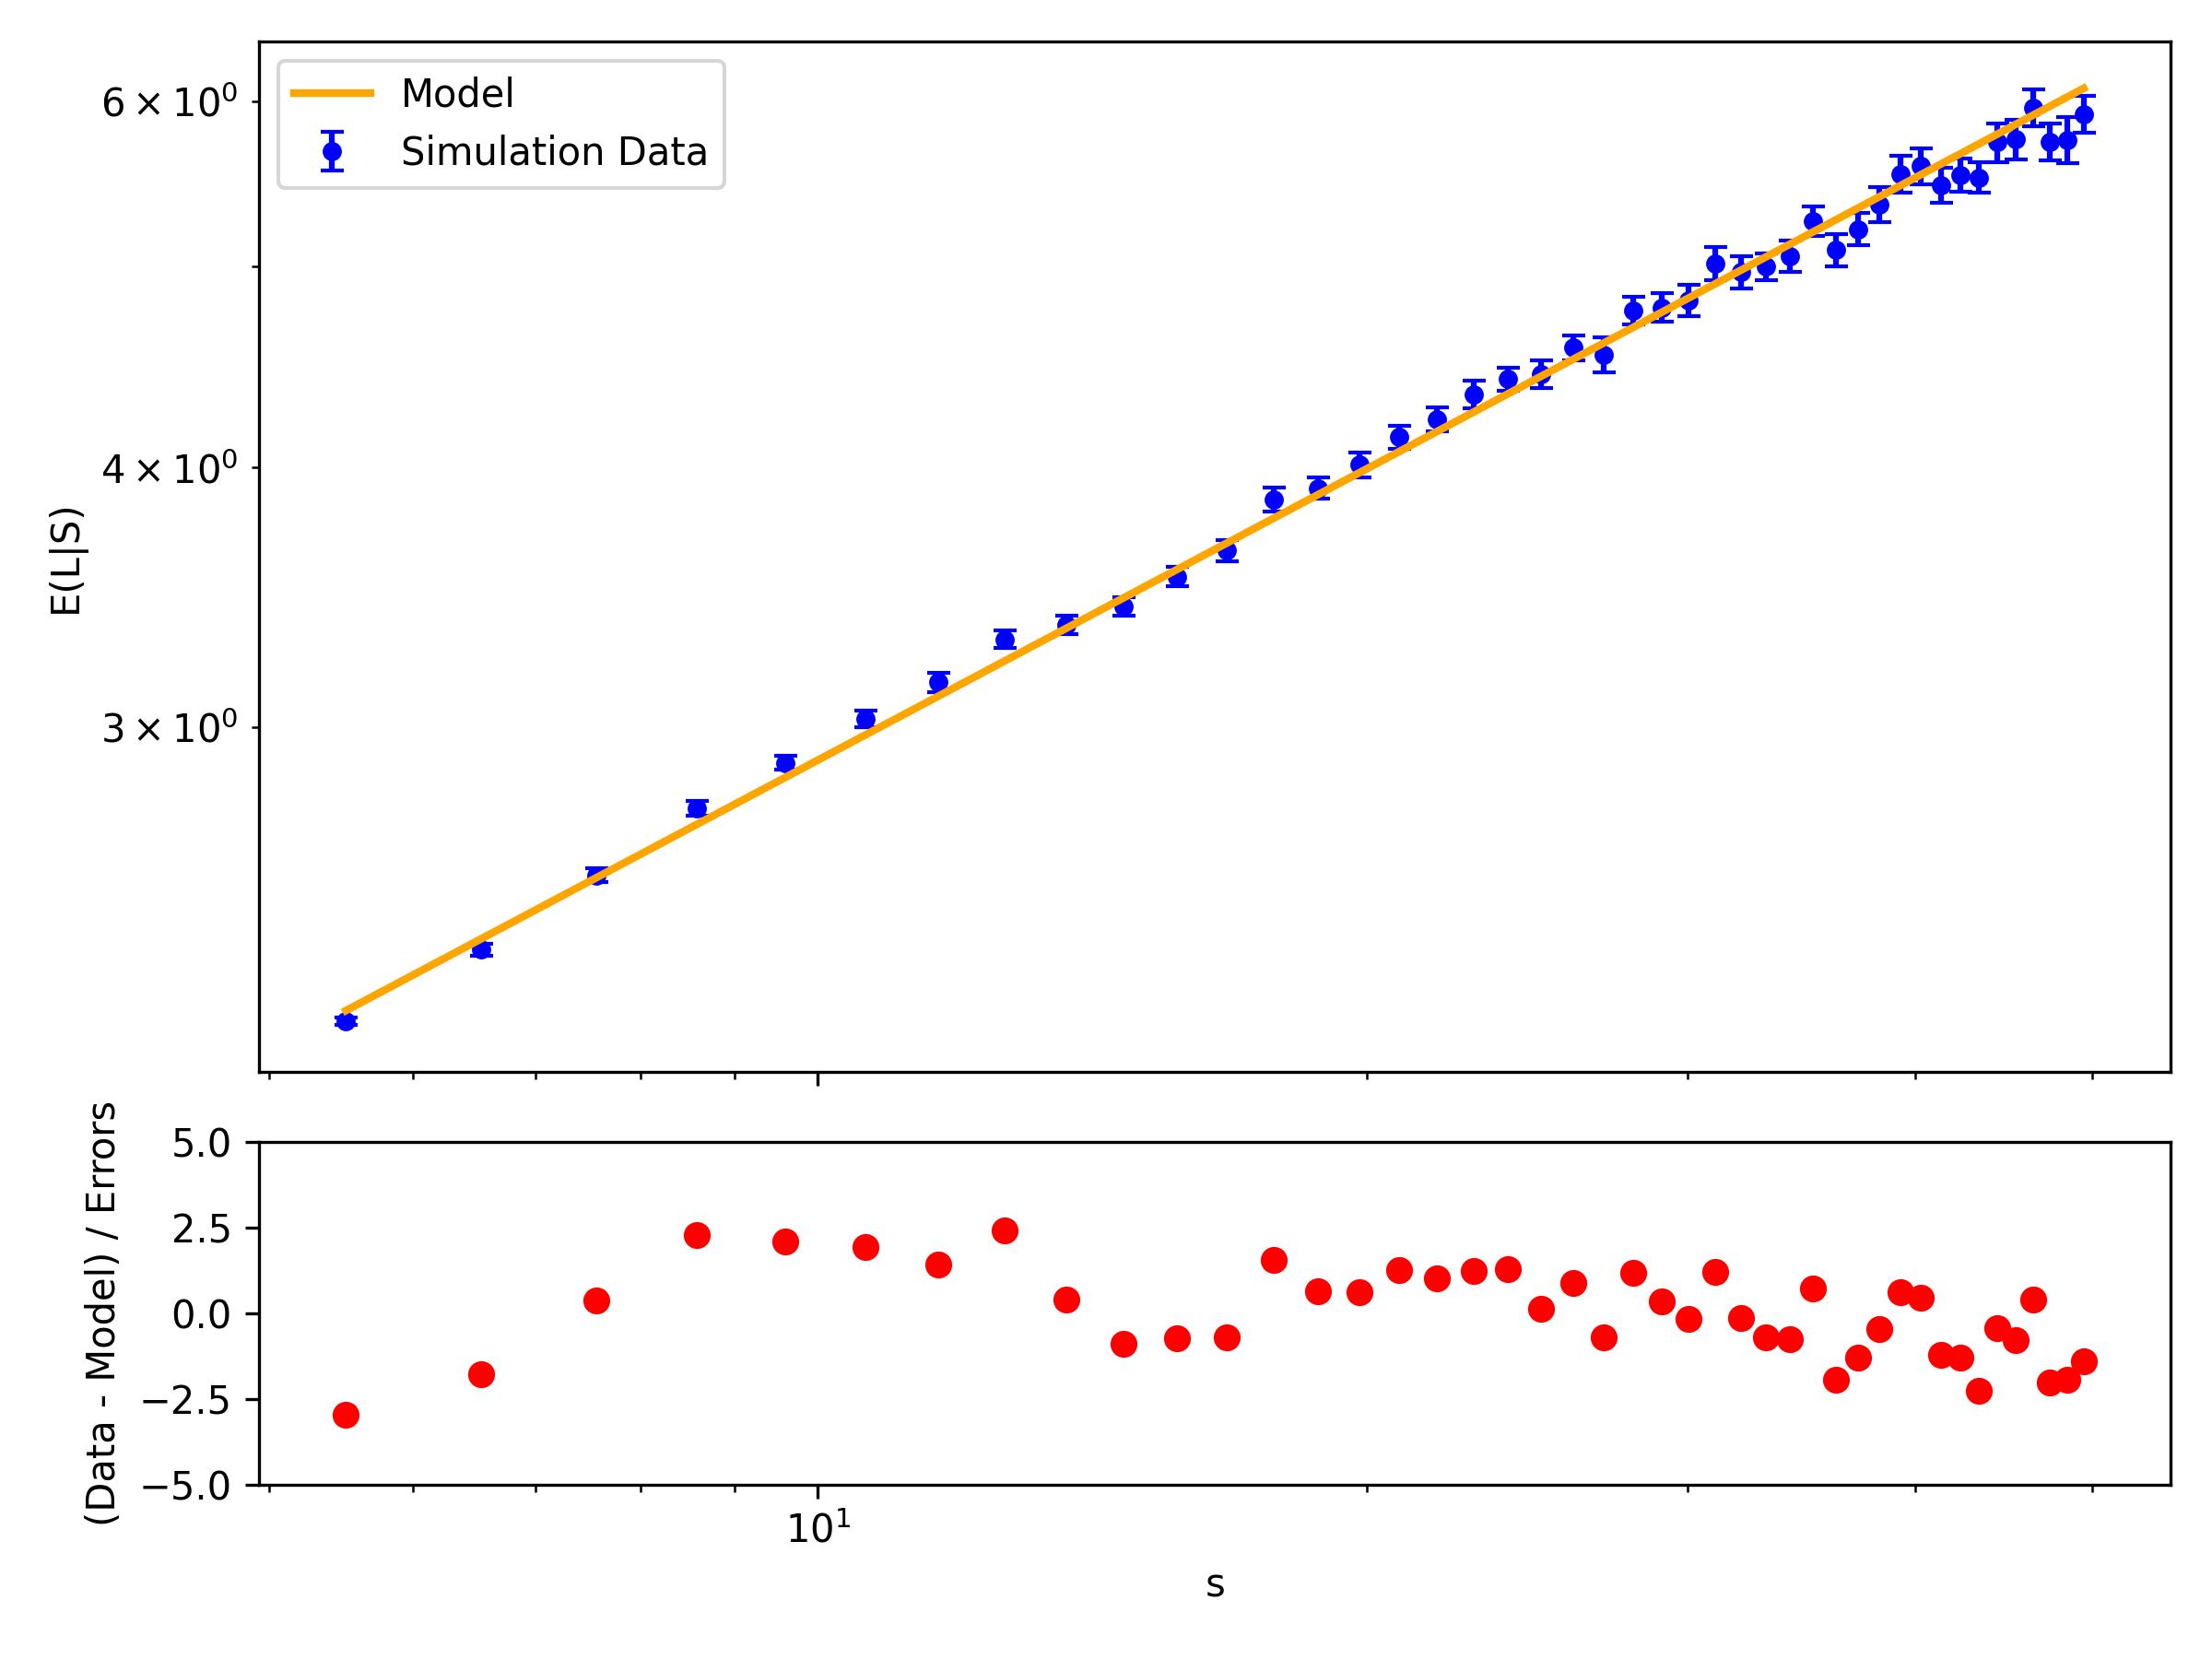 Model
Simulation Data
6 × 10⁰
4 × 10⁰
3 × 10⁰
E(L|S)
5.0
2.5
0.0
−2.5
−5.0
(Data - Model) / Errors
10¹
s